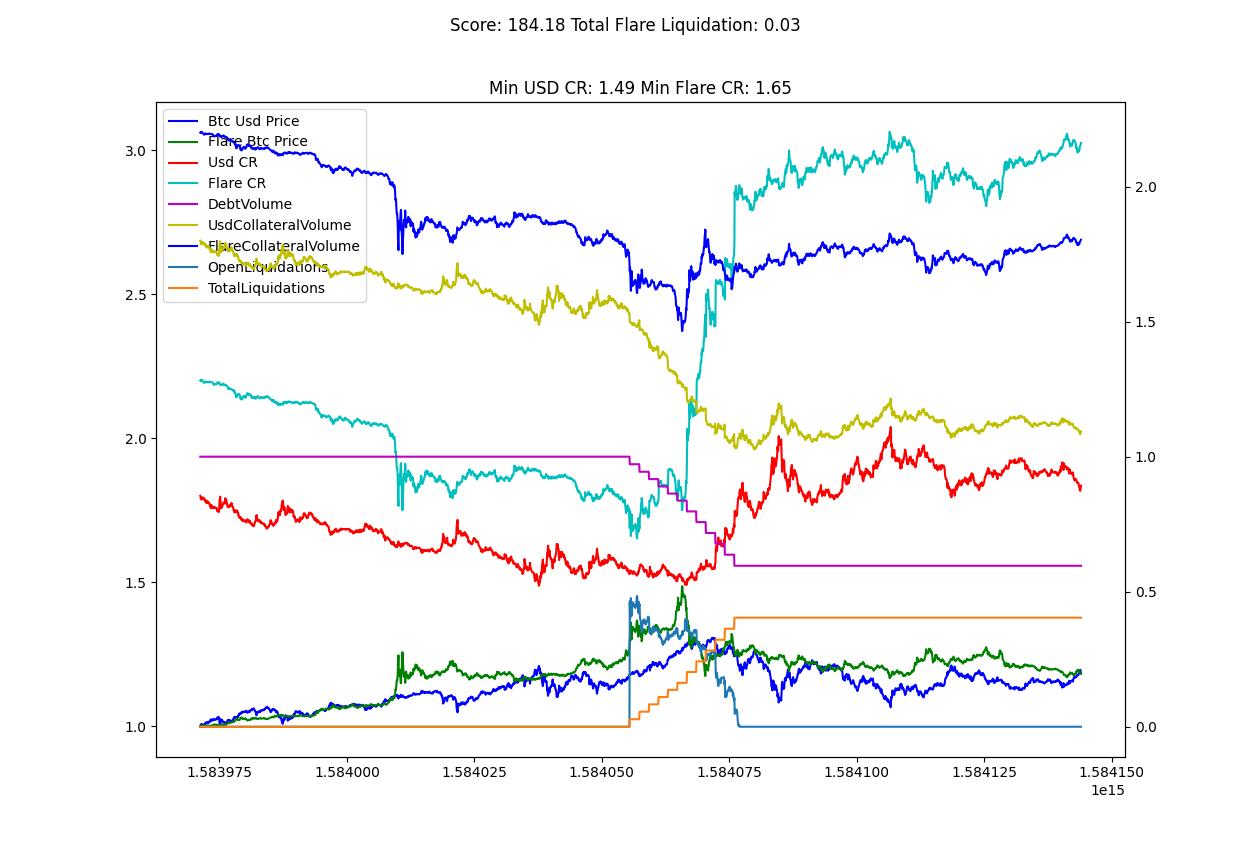 Score: 184.18 Total Flare Liquidation: 0.03
Min USD CR: 1.49 Min Flare CR: 1.65
Btc Usd Price
Flare Btc Price
Usd CR
Flare CR
DebtVolume
UsdCollateralVolume
FlareCollateralVolume
OpenLiquidations
TotalLiquidations
3.0
2.5
2.0
1.5
1.0
2.0
1.5
1.0
0.5
0.0
1.583975 1.584000 1.584025 1.584050 1.584075 1.584100 1.584125 1.584150
1e15